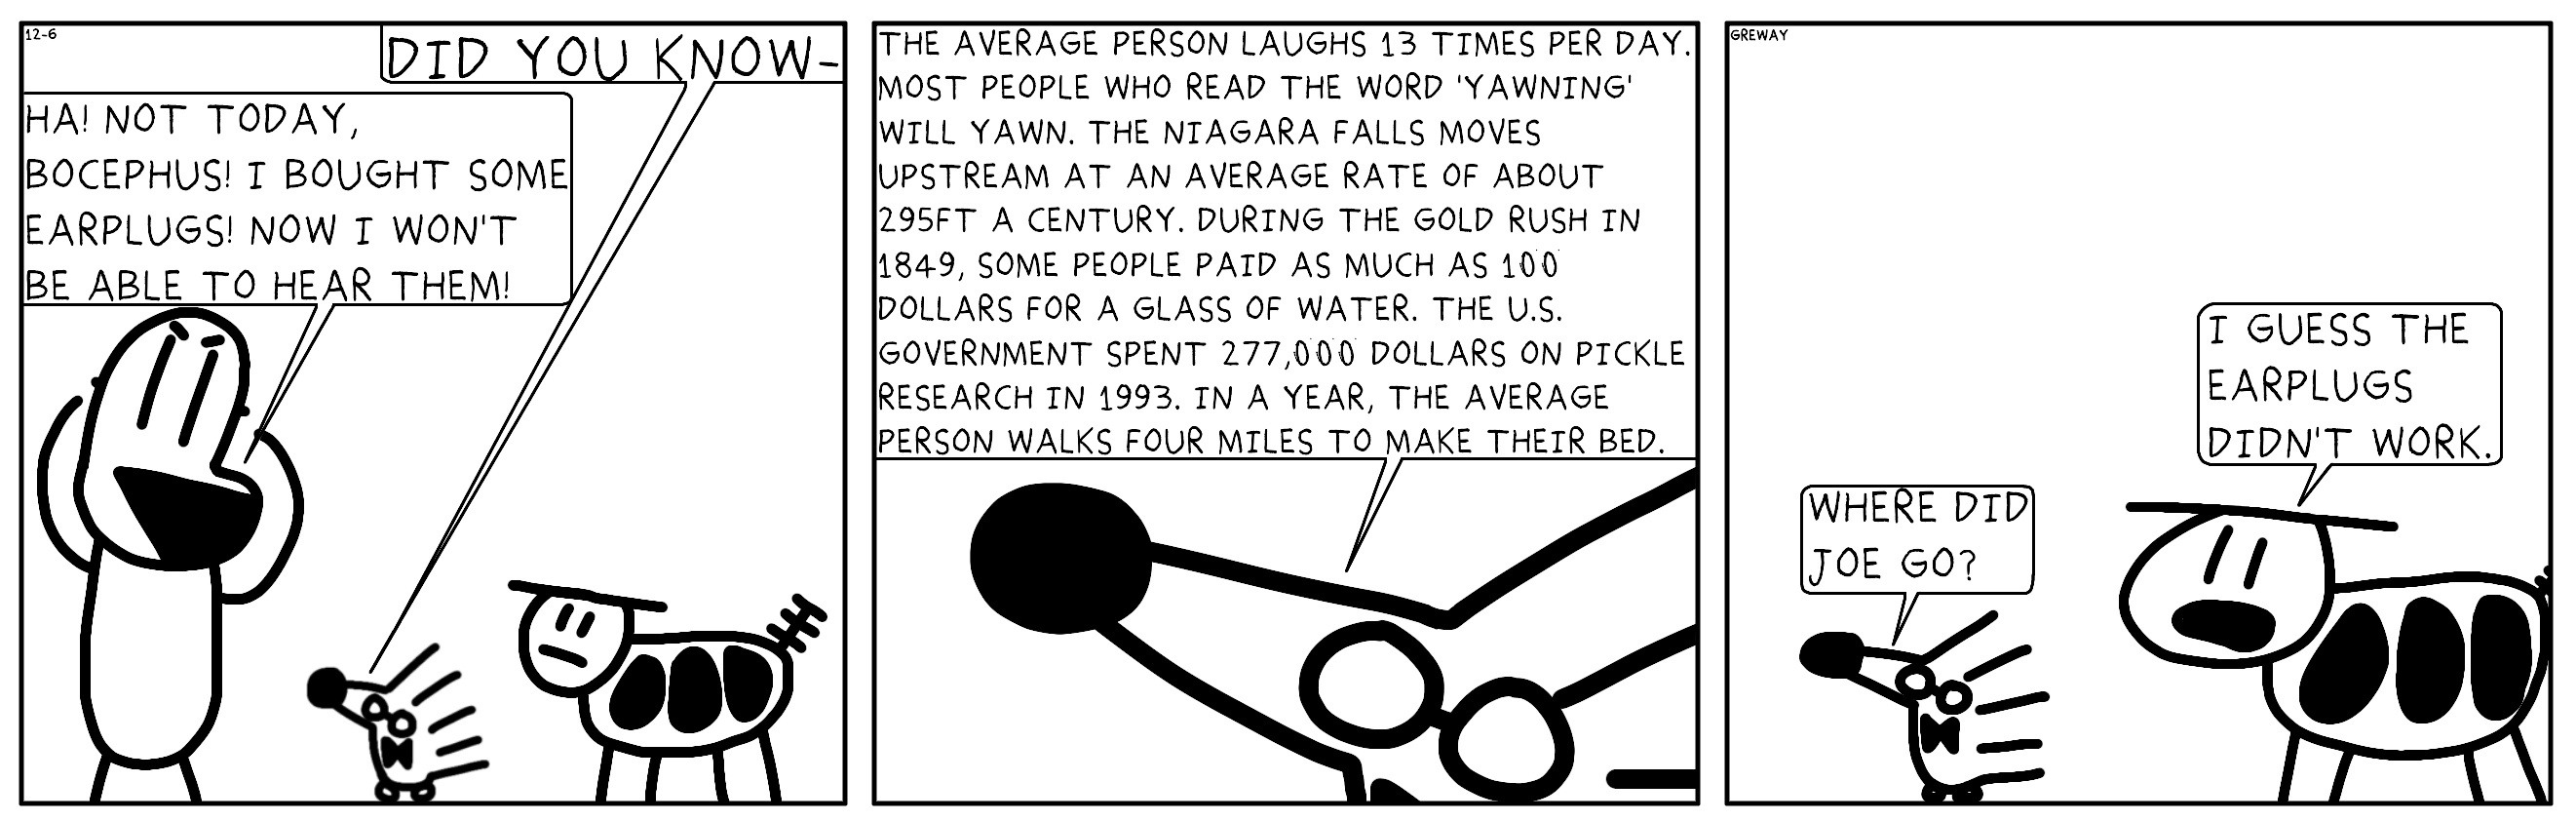 12-6
DID YOU KNOW-
HA! NOT TODAY,
BOCEPHUS! I BOUGHT SOME
EARPLUGS! NOW I WON'T
BE ABLE TO HEAR THEM!
THE AVERAGE PERSON LAUGHS 13 TIMES PER DAY.
MOST PEOPLE WHO READ THE WORD 'YAWNING'
WILL YAWN. THE NIAGARA FALLS MOVES
UPSTREAM AT AN AVERAGE RATE OF ABOUT
295FT A CENTURY. DURING THE GOLD RUSH IN
1849, SOME PEOPLE PAID AS MUCH AS 100
DOLLARS FOR A GLASS OF WATER. THE U.S.
GOVERNMENT SPENT 277,000 DOLLARS ON PICKLE
RESEARCH IN 1993. IN A YEAR, THE AVERAGE
PERSON WALKS FOUR MILES TO MAKE THEIR BED.
GREWAY
WHERE DID
JOE GO?
I GUESS THE
EARPLUGS
DIDN'T WORK.